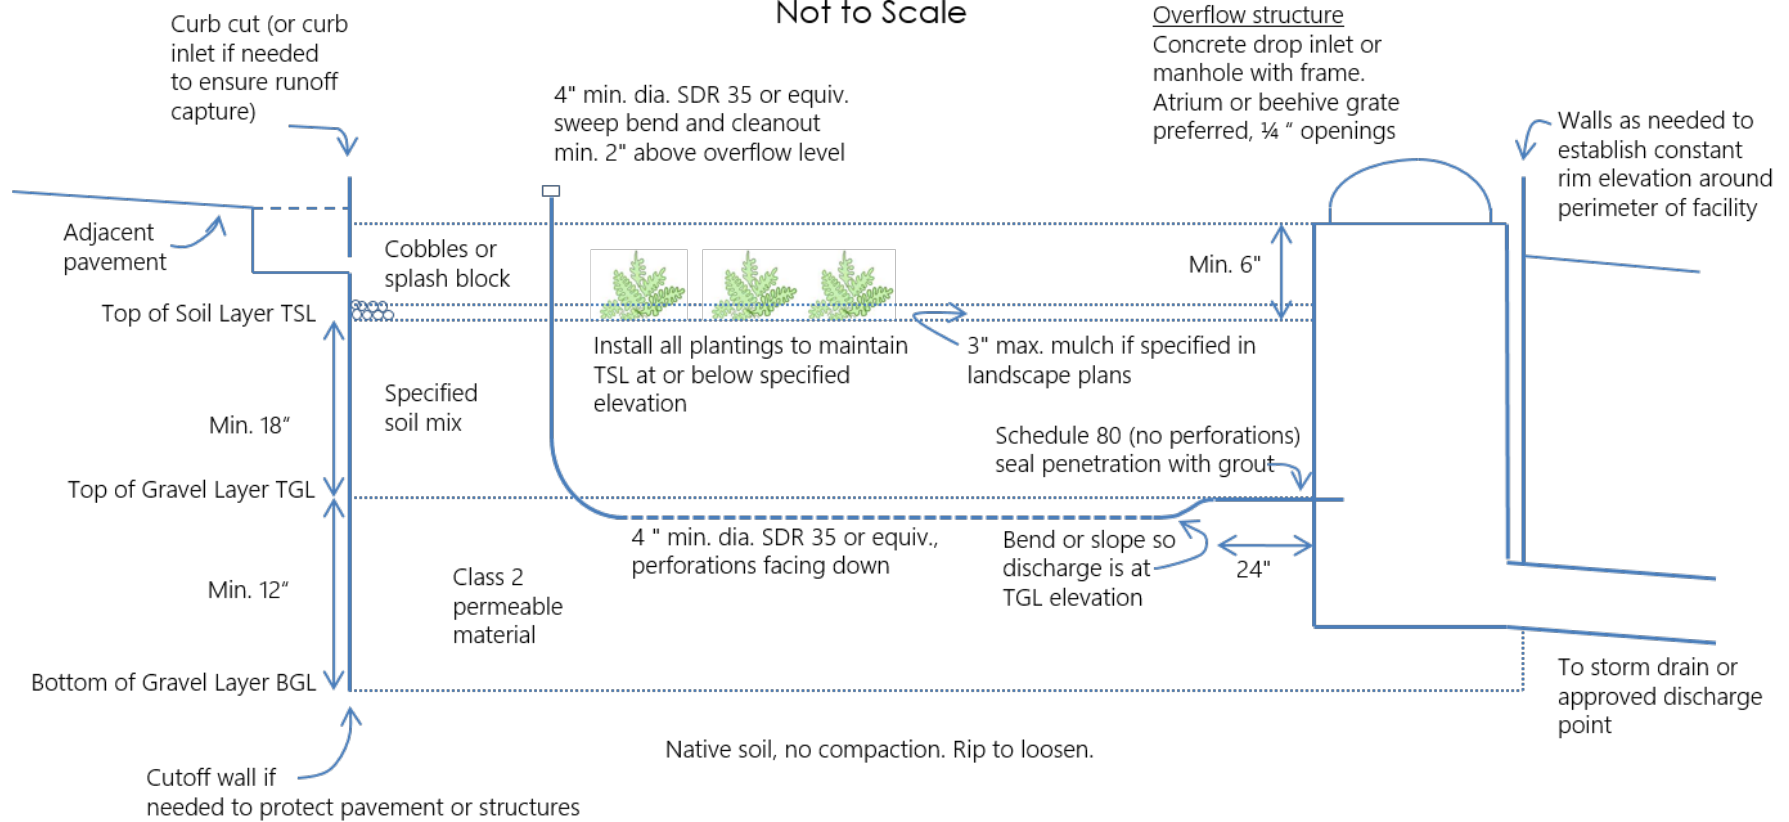 Not to Scale
Curb cut (or curb
inlet if needed
to ensure runoff
capture)
4" min. dia. SDR 35 or equiv.
sweep bend and cleanout
min. 2" above overflow level
Overflow structure
Concrete drop inlet or
manhole with frame.
Atrium or beehive grate
preferred, ¼ “ openings
Walls as needed to
establish constant
rim elevation around
perimeter of facility
Adjacent
pavement
Cobbles or
splash block
Min. 6"
Top of Soil Layer TSL
Install all plantings to maintain
TSL at or below specified
elevation
3" max. mulch if specified in
landscape plans
Specified
soil mix
Min. 18“
Schedule 80 (no perforations)
seal penetration with grout
Top of Gravel Layer TGL
4 " min. dia. SDR 35 or equiv.,
perforations facing down
Bend or slope so
discharge is at
TGL elevation
24"
Min. 12“
Class 2
permeable
material
Bottom of Gravel Layer BGL
To storm drain or
approved discharge
point
Native soil, no compaction. Rip to loosen.
Cutoff wall if
needed to protect pavement or structures